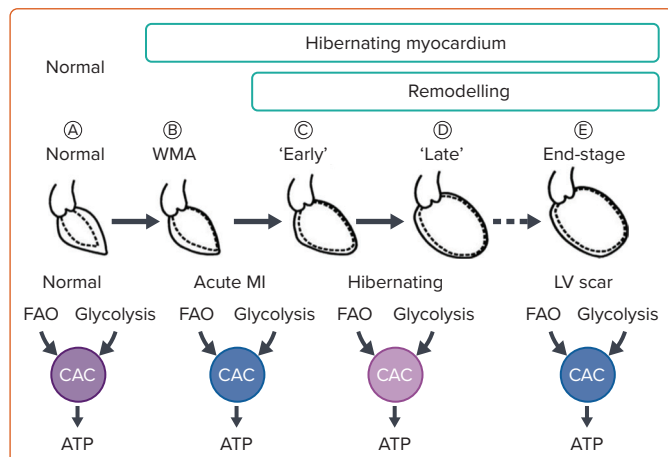 Hibernating myocardium
Normal
Remodelling
Ⓐ Ⓑ Ⓒ Ⓓ Ⓔ
Normal WMA ‘Early’ ‘Late’ End-stage
Normal Acute MI Hibernating LV scar
FAO Glycolysis FAO Glycolysis FAO Glycolysis FAO Glycolysis
CAC CAC CAC CAC
ATP ATP ATP ATP